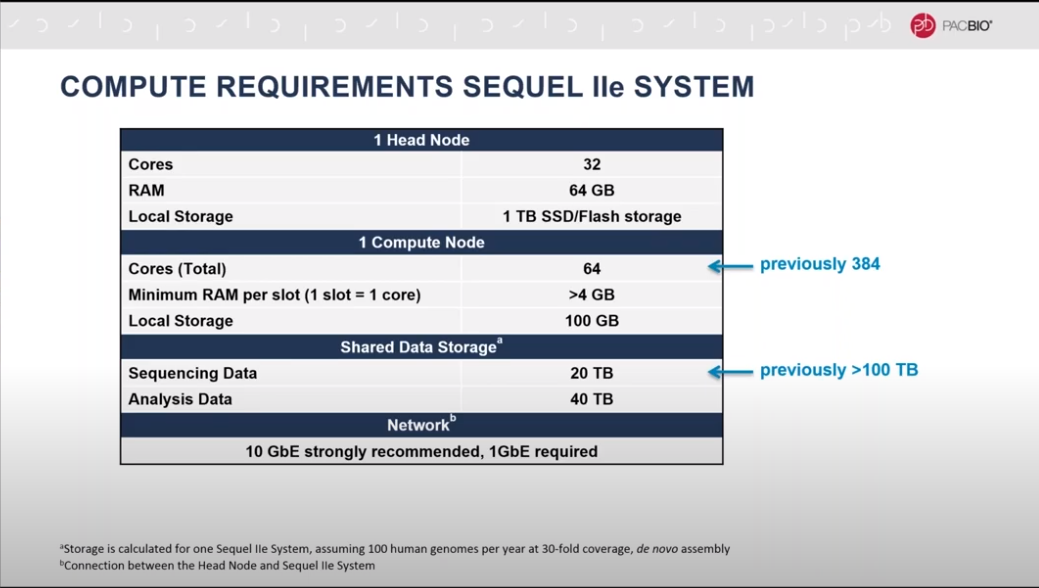 PACBIO®
COMPUTE REQUIREMENTS SEQUEL IIe SYSTEM
1 Head Node
Cores 32
RAM 64 GB
Local Storage 1 TB SSD/Flash storage
1 Compute Node
Cores (Total) 64 previously 384
Minimum RAM per slot (1 slot = 1 core) >4 GB
Local Storage 100 GB
Shared Data Storageᵃ
Sequencing Data 20 TB previously >100 TB
Analysis Data 40 TB
Networkᵇ
10 GbE strongly recommended, 1GbE required
ᵃStorage is calculated for one Sequel IIe System, assuming 100 human genomes per year at 30-fold coverage, de novo assembly
ᵇConnection between the Head Node and Sequel IIe System